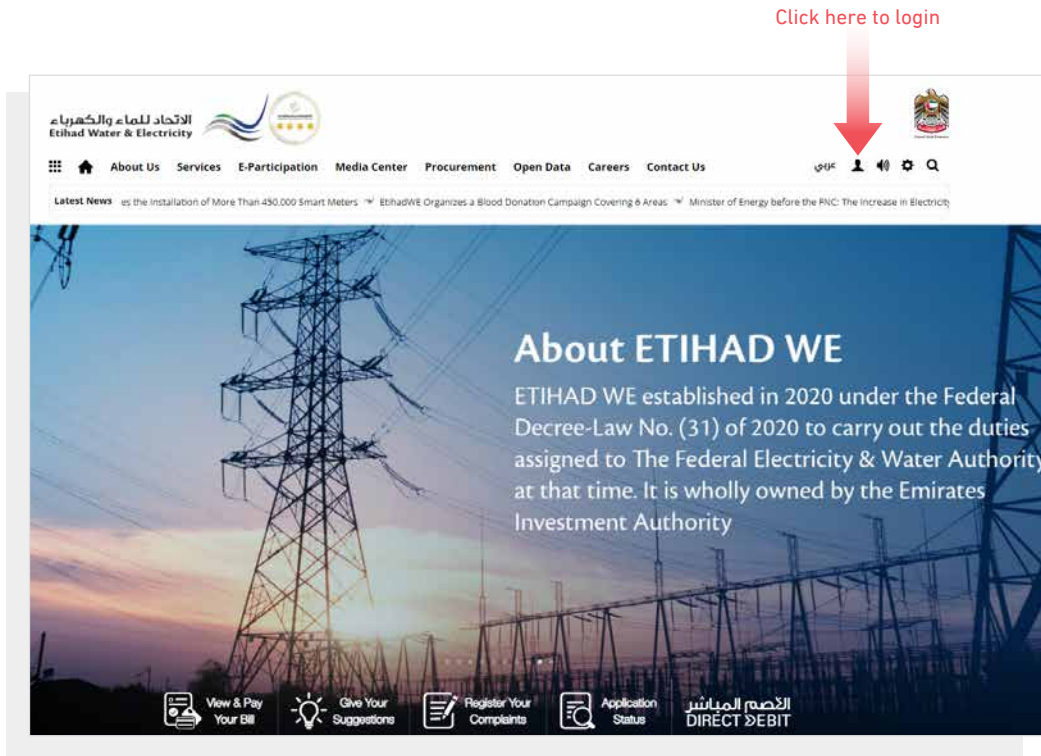 Click here to login
الاتحاد للماء والكهرباء
Etihad Water & Electricity
About Us Services E-Participation Media Center Procurement Open Data Careers Contact Us عربي
Latest News es the Installation of More Than 450,000 Smart Meters EtihadWE Organizes a Blood Donation Campaign Covering 6 Areas Minister of Energy before the FNC: The Increase in Electricity
About ETIHAD WE
ETIHAD WE established in 2020 under the Federal
Decree-Law No. (31) of 2020 to carry out the duties
assigned to The Federal Electricity & Water Authority
at that time. It is wholly owned by the Emirates
Investment Authority
View & Pay
Your Bill
Give Your
Suggestions
Register Your
Complaints
Application
Status
الخصم المباشر
DIRECT DEBIT